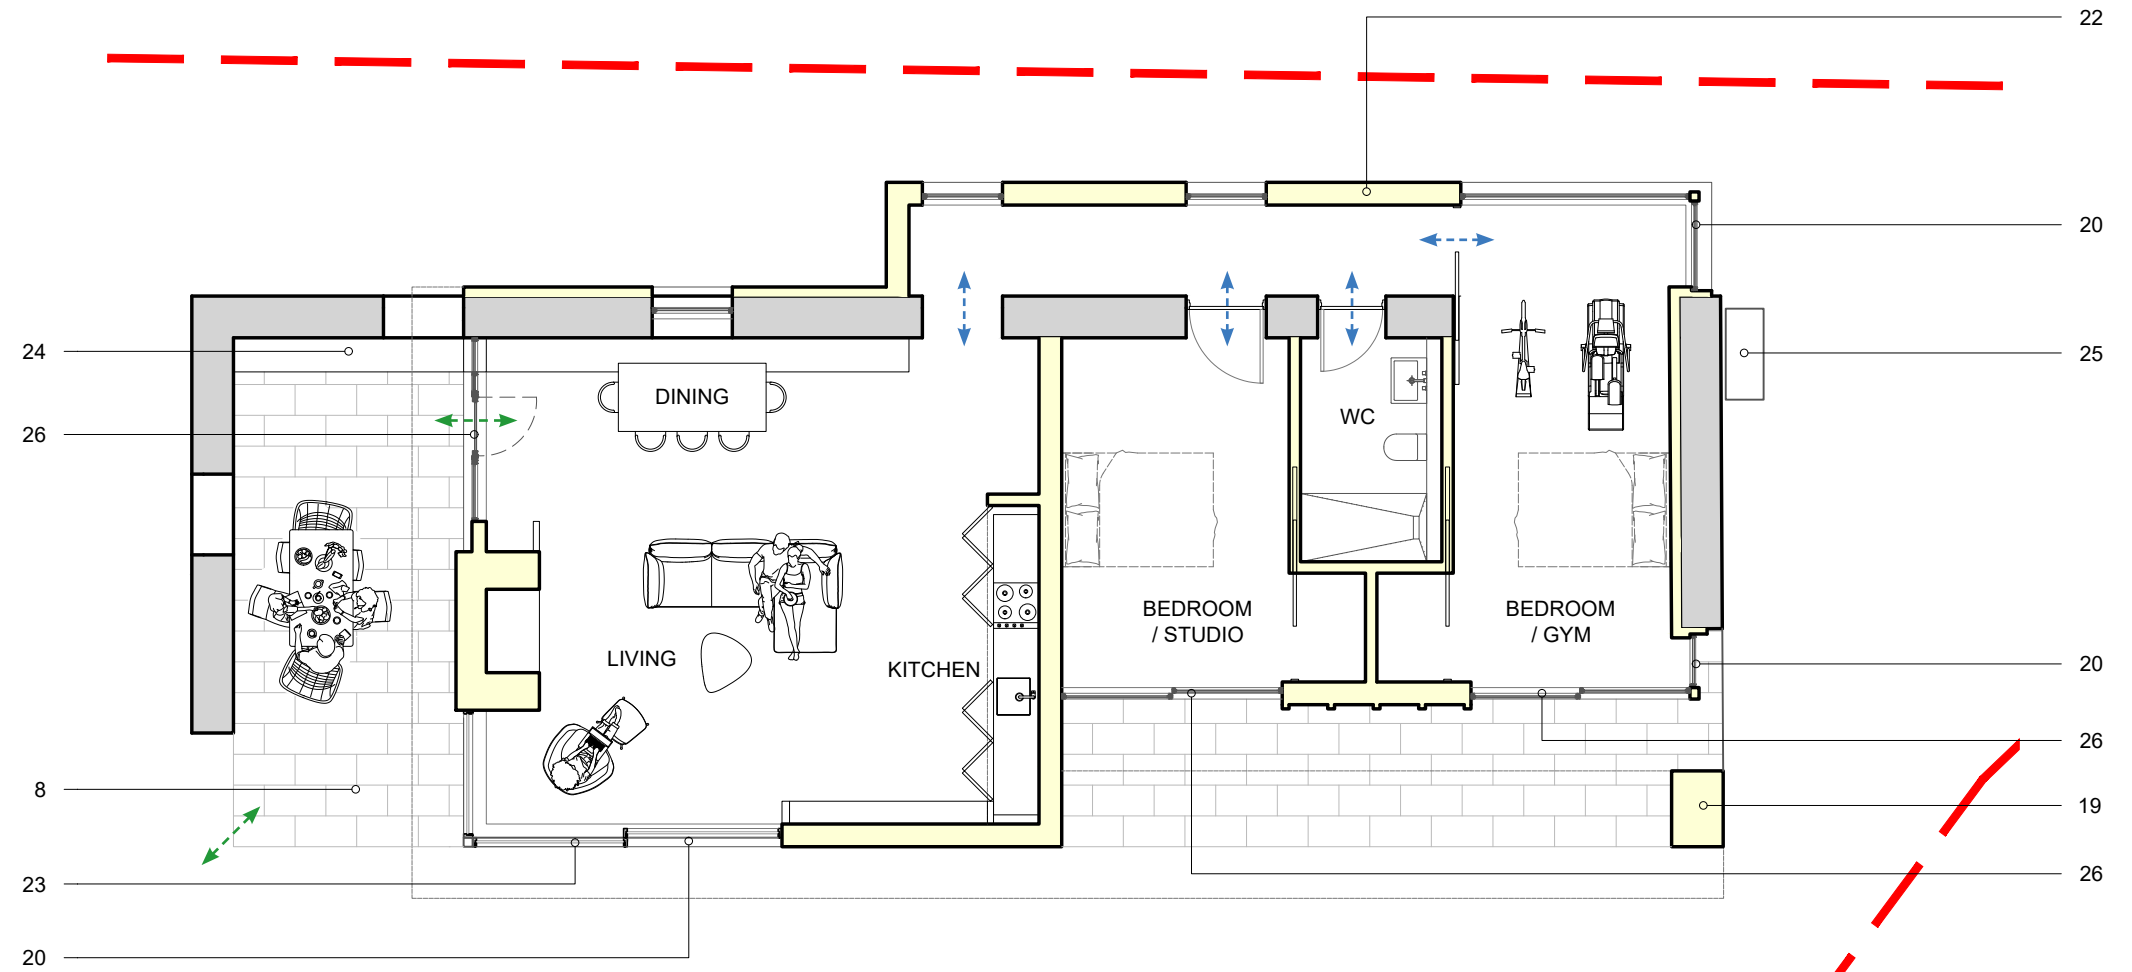 22
20
24
25
DINING
WC
26
BEDROOM
/ STUDIO
BEDROOM
/ GYM
LIVING
KITCHEN
20
26
8
19
23
26
20